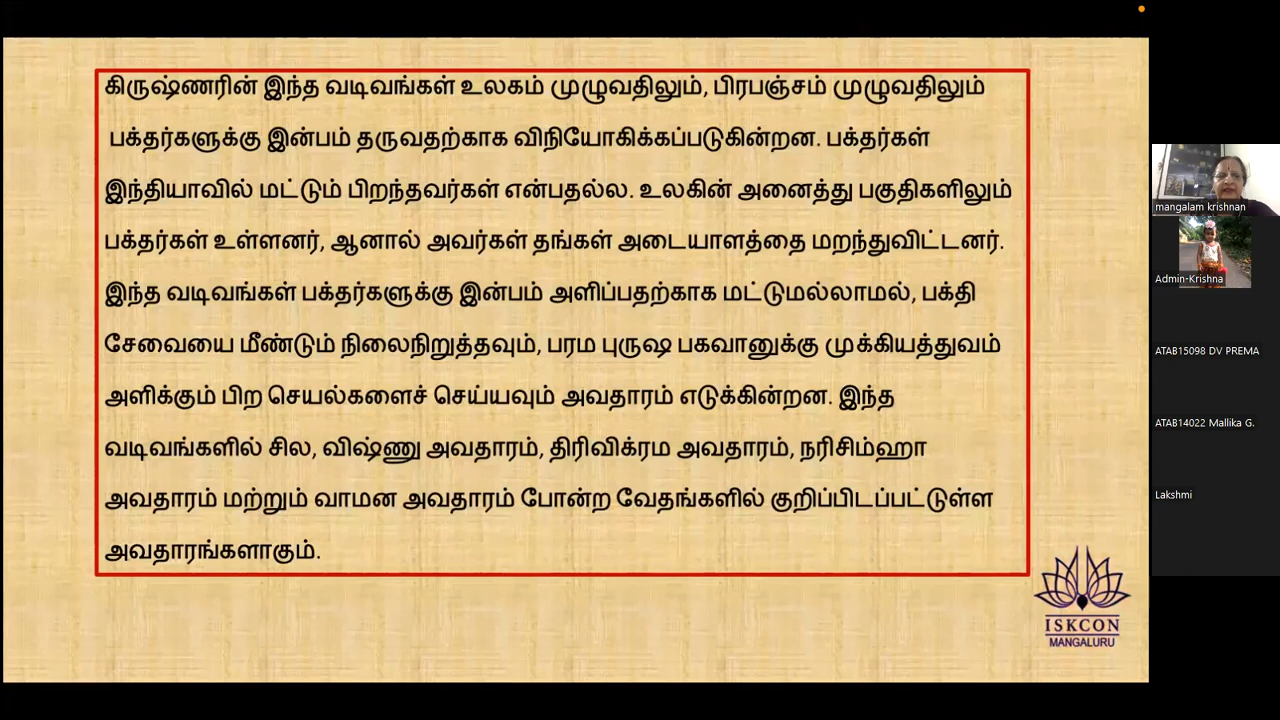 கிருஷ்ணரின் இந்த வடிவங்கள் உலகம் முழுவதிலும், பிரபஞ்சம் முழுவதிலும்
பக்தர்களுக்கு இன்பம் தருவதற்காக விநியோகிக்கப்படுகின்றன. பக்தர்கள்
இந்தியாவில் மட்டும் பிறந்தவர்கள் என்பதல்ல. உலகின் அனைத்து பகுதிகளிலும்
பக்தர்கள் உள்ளனர், ஆனால் அவர்கள் தங்கள் அடையாளத்தை மறந்துவிட்டனர்.
இந்த வடிவங்கள் பக்தர்களுக்கு இன்பம் அளிப்பதற்காக மட்டுமல்லாமல், பக்தி
சேவையை மீண்டும் நிலைநிறுத்தவும், பரம புருஷ பகவானுக்கு முக்கியத்துவம்
அளிக்கும் பிற செயல்களைச் செய்யவும் அவதாரம் எடுக்கின்றன. இந்த
வடிவங்களில் சில, விஷ்ணு அவதாரம், திரிவிக்ரம அவதாரம், நரிசிம்ஹா
அவதாரம் மற்றும் வாமன அவதாரம் போன்ற வேதங்களில் குறிப்பிடப்பட்டுள்ள
அவதாரங்களாகும்.
ISKCON
MANGALURU
mangalam krishnan
Admin-Krishna
ATAB15098 DV PREMA
ATAB14022 Mallika G.
Lakshmi